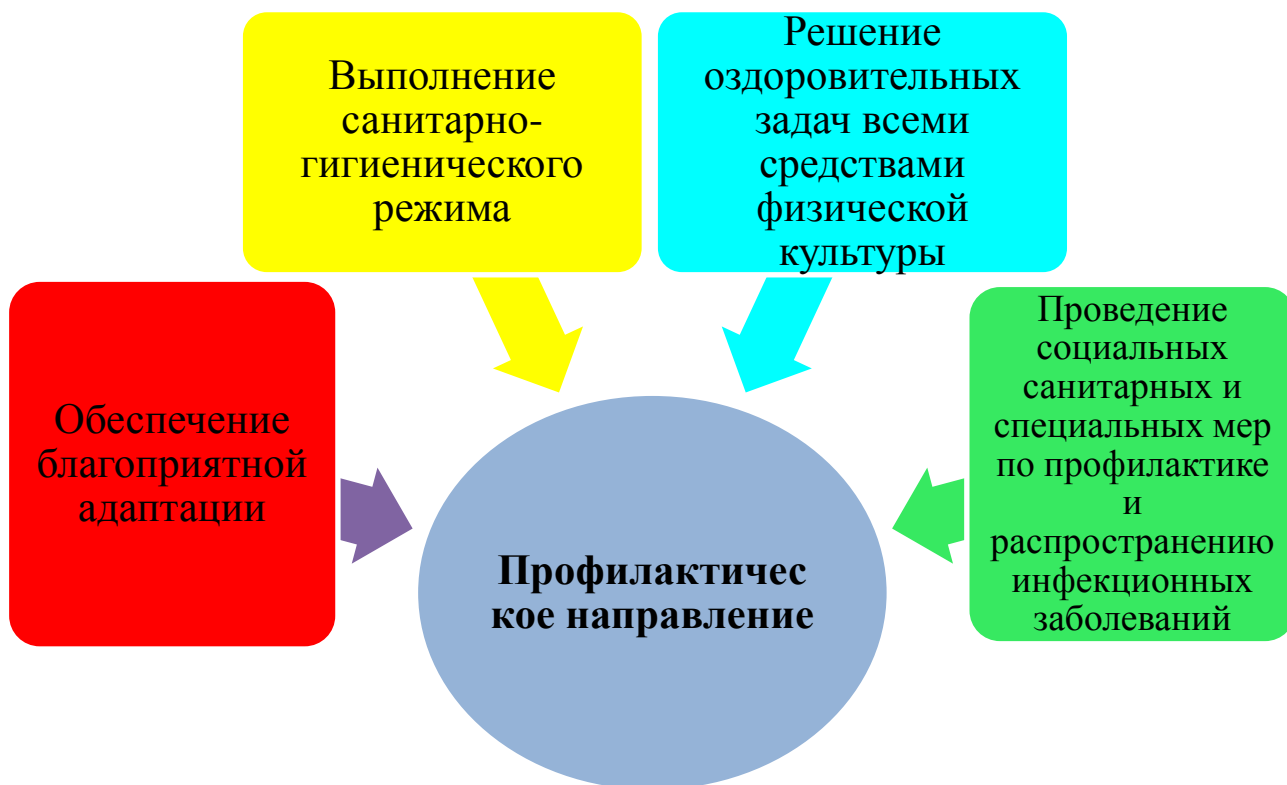 Обеспечение
благоприятной
адаптации
Выполнение
санитарно-
гигиенического
режима
Решение
оздоровительных
задач всеми
средствами
физической
культуры
Проведение
социальных
санитарных и
специальных мер
по профилактике
и
распространению
инфекционных
заболеваний
Профилактичес
кое направление